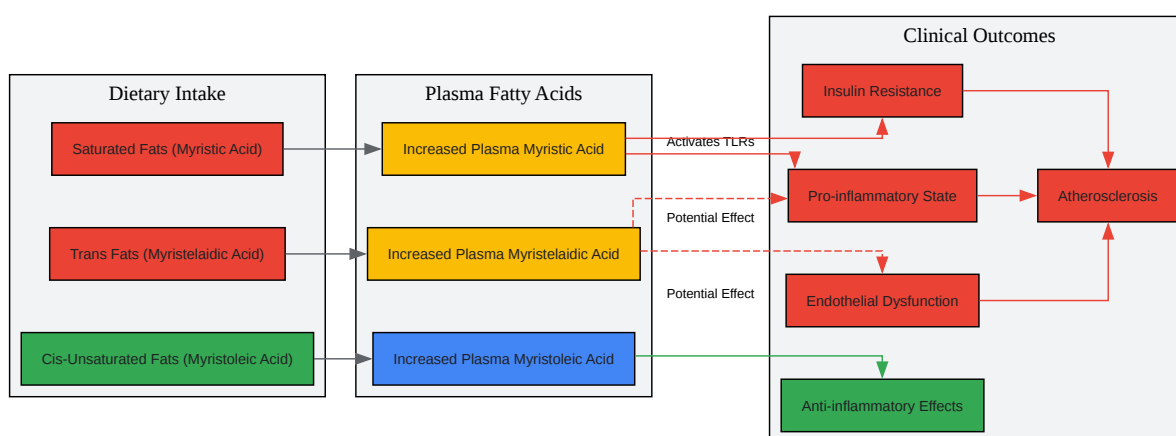 Dietary Intake
Saturated Fats (Myristic Acid)
Trans Fats (Myristelaidic Acid)
Cis-Unsaturated Fats (Myristoleic Acid)
Plasma Fatty Acids
Increased Plasma Myristic Acid
Increased Plasma Myristelaidic Acid
Increased Plasma Myristoleic Acid
Activates TLRs
Potential Effect
Potential Effect
Clinical Outcomes
Insulin Resistance
Pro-inflammatory State
Atherosclerosis
Endothelial Dysfunction
Anti-inflammatory Effects